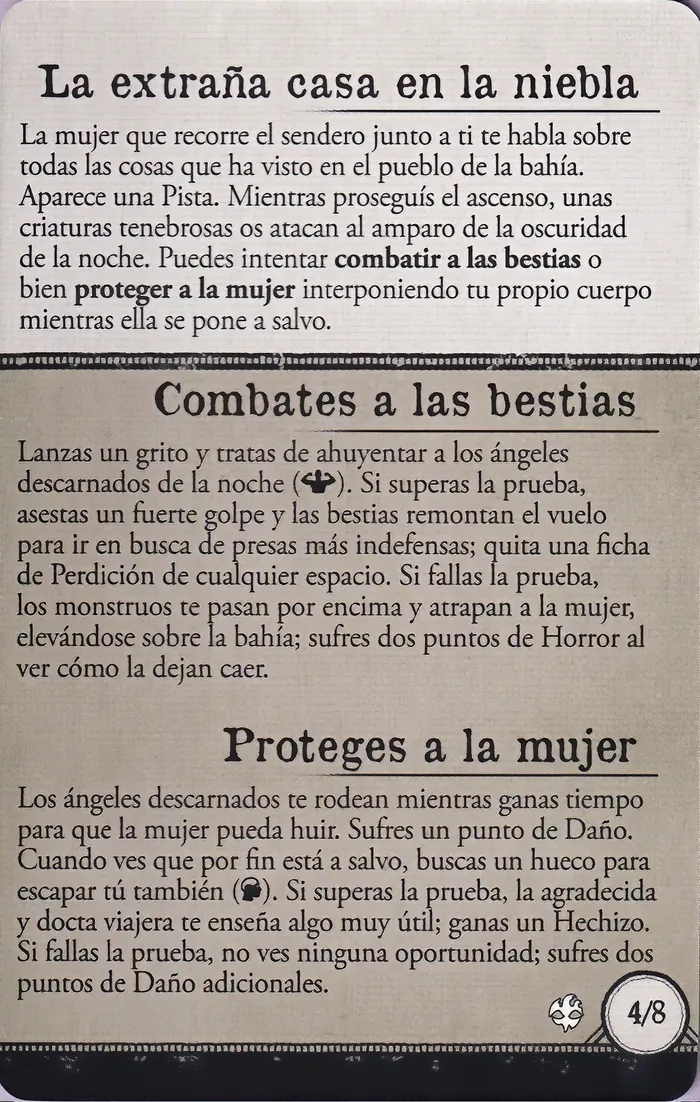 La extraña casa en la niebla
La mujer que recorre el sendero junto a ti te habla sobre
todas las cosas que ha visto en el pueblo de la bahía.
Aparece una Pista. Mientras proseguís el ascenso, unas
criaturas tenebrosas os atacan al amparo de la oscuridad
de la noche. Puedes intentar combatir a las bestias o
bien proteger a la mujer interponiendo tu propio cuerpo
mientras ella se pone a salvo.
Combates a las bestias
Lanzas un grito y tratas de ahuyentar a los ángeles
descarnados de la noche ( ). Si superas la prueba,
asestas un fuerte golpe y las bestias remontan el vuelo
para ir en busca de presas más indefensas; quita una ficha
de Perdición de cualquier espacio. Si fallas la prueba,
los monstruos te pasan por encima y atrapan a la mujer,
elevándose sobre la bahía; sufres dos puntos de Horror al
ver cómo la dejan caer.
Proteges a la mujer
Los ángeles descarnados te rodean mientras ganas tiempo
para que la mujer pueda huir. Sufres un punto de Daño.
Cuando ves que por fin está a salvo, buscas un hueco para
escapar tú también ( ). Si superas la prueba, la agradecida
y docta viajera te enseña algo muy útil; ganas un Hechizo.
Si fallas la prueba, no ves ninguna oportunidad; sufres dos
puntos de Daño adicionales.
4/8